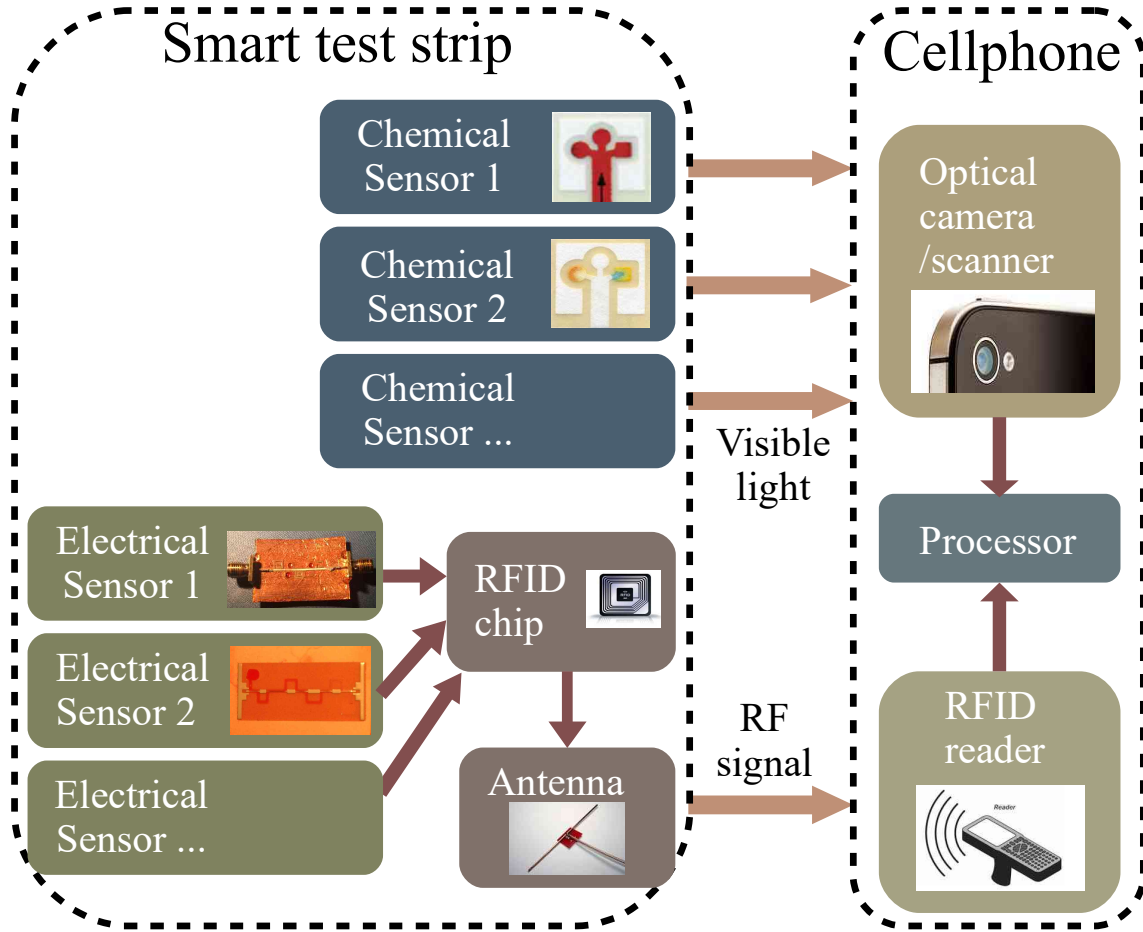 Smart test strip
Chemical
Sensor 1
Chemical
Sensor 2
Chemical
Sensor ...
Electrical
Sensor 1
Electrical
Sensor 2
Electrical
Sensor ...
RFID
chip
Antenna
Visible
light
RF
signal
Cellphone
Optical
camera
/scanner
Processor
RFID
reader
Reader